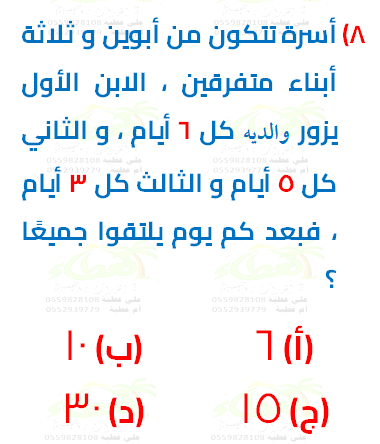 ٨) أسرة تتكون من أبوين و ثلاثة
أبناء متفرقين ، الابن الأول
يزور والديه كل ٦ أيام ، و الثاني
كل ٥ أيام و الثالث كل ٣ أيام
، فبعد كم يوم يلتقوا جميعًا
؟
(أ) ٦ (ب) ١٠
(ج) ١٥ (د) ٣٠